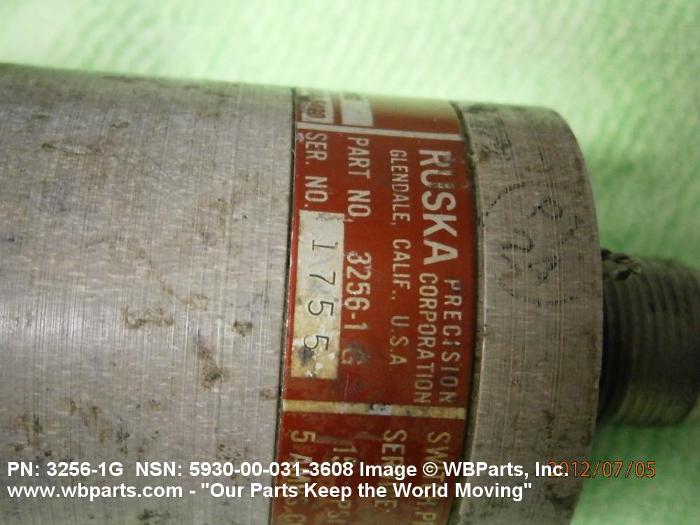 RUSKA PRECISION
CORPORATION
GLENDALE, CALIF., U.S.A
PART NO. 3256-1 G
SER. NO. 1755
PN: 3256-1G NSN: 5930-00-031-3608 Image © WBParts, Inc.
www.wbparts.com - "Our Parts Keep the World Moving"
2012/07/05